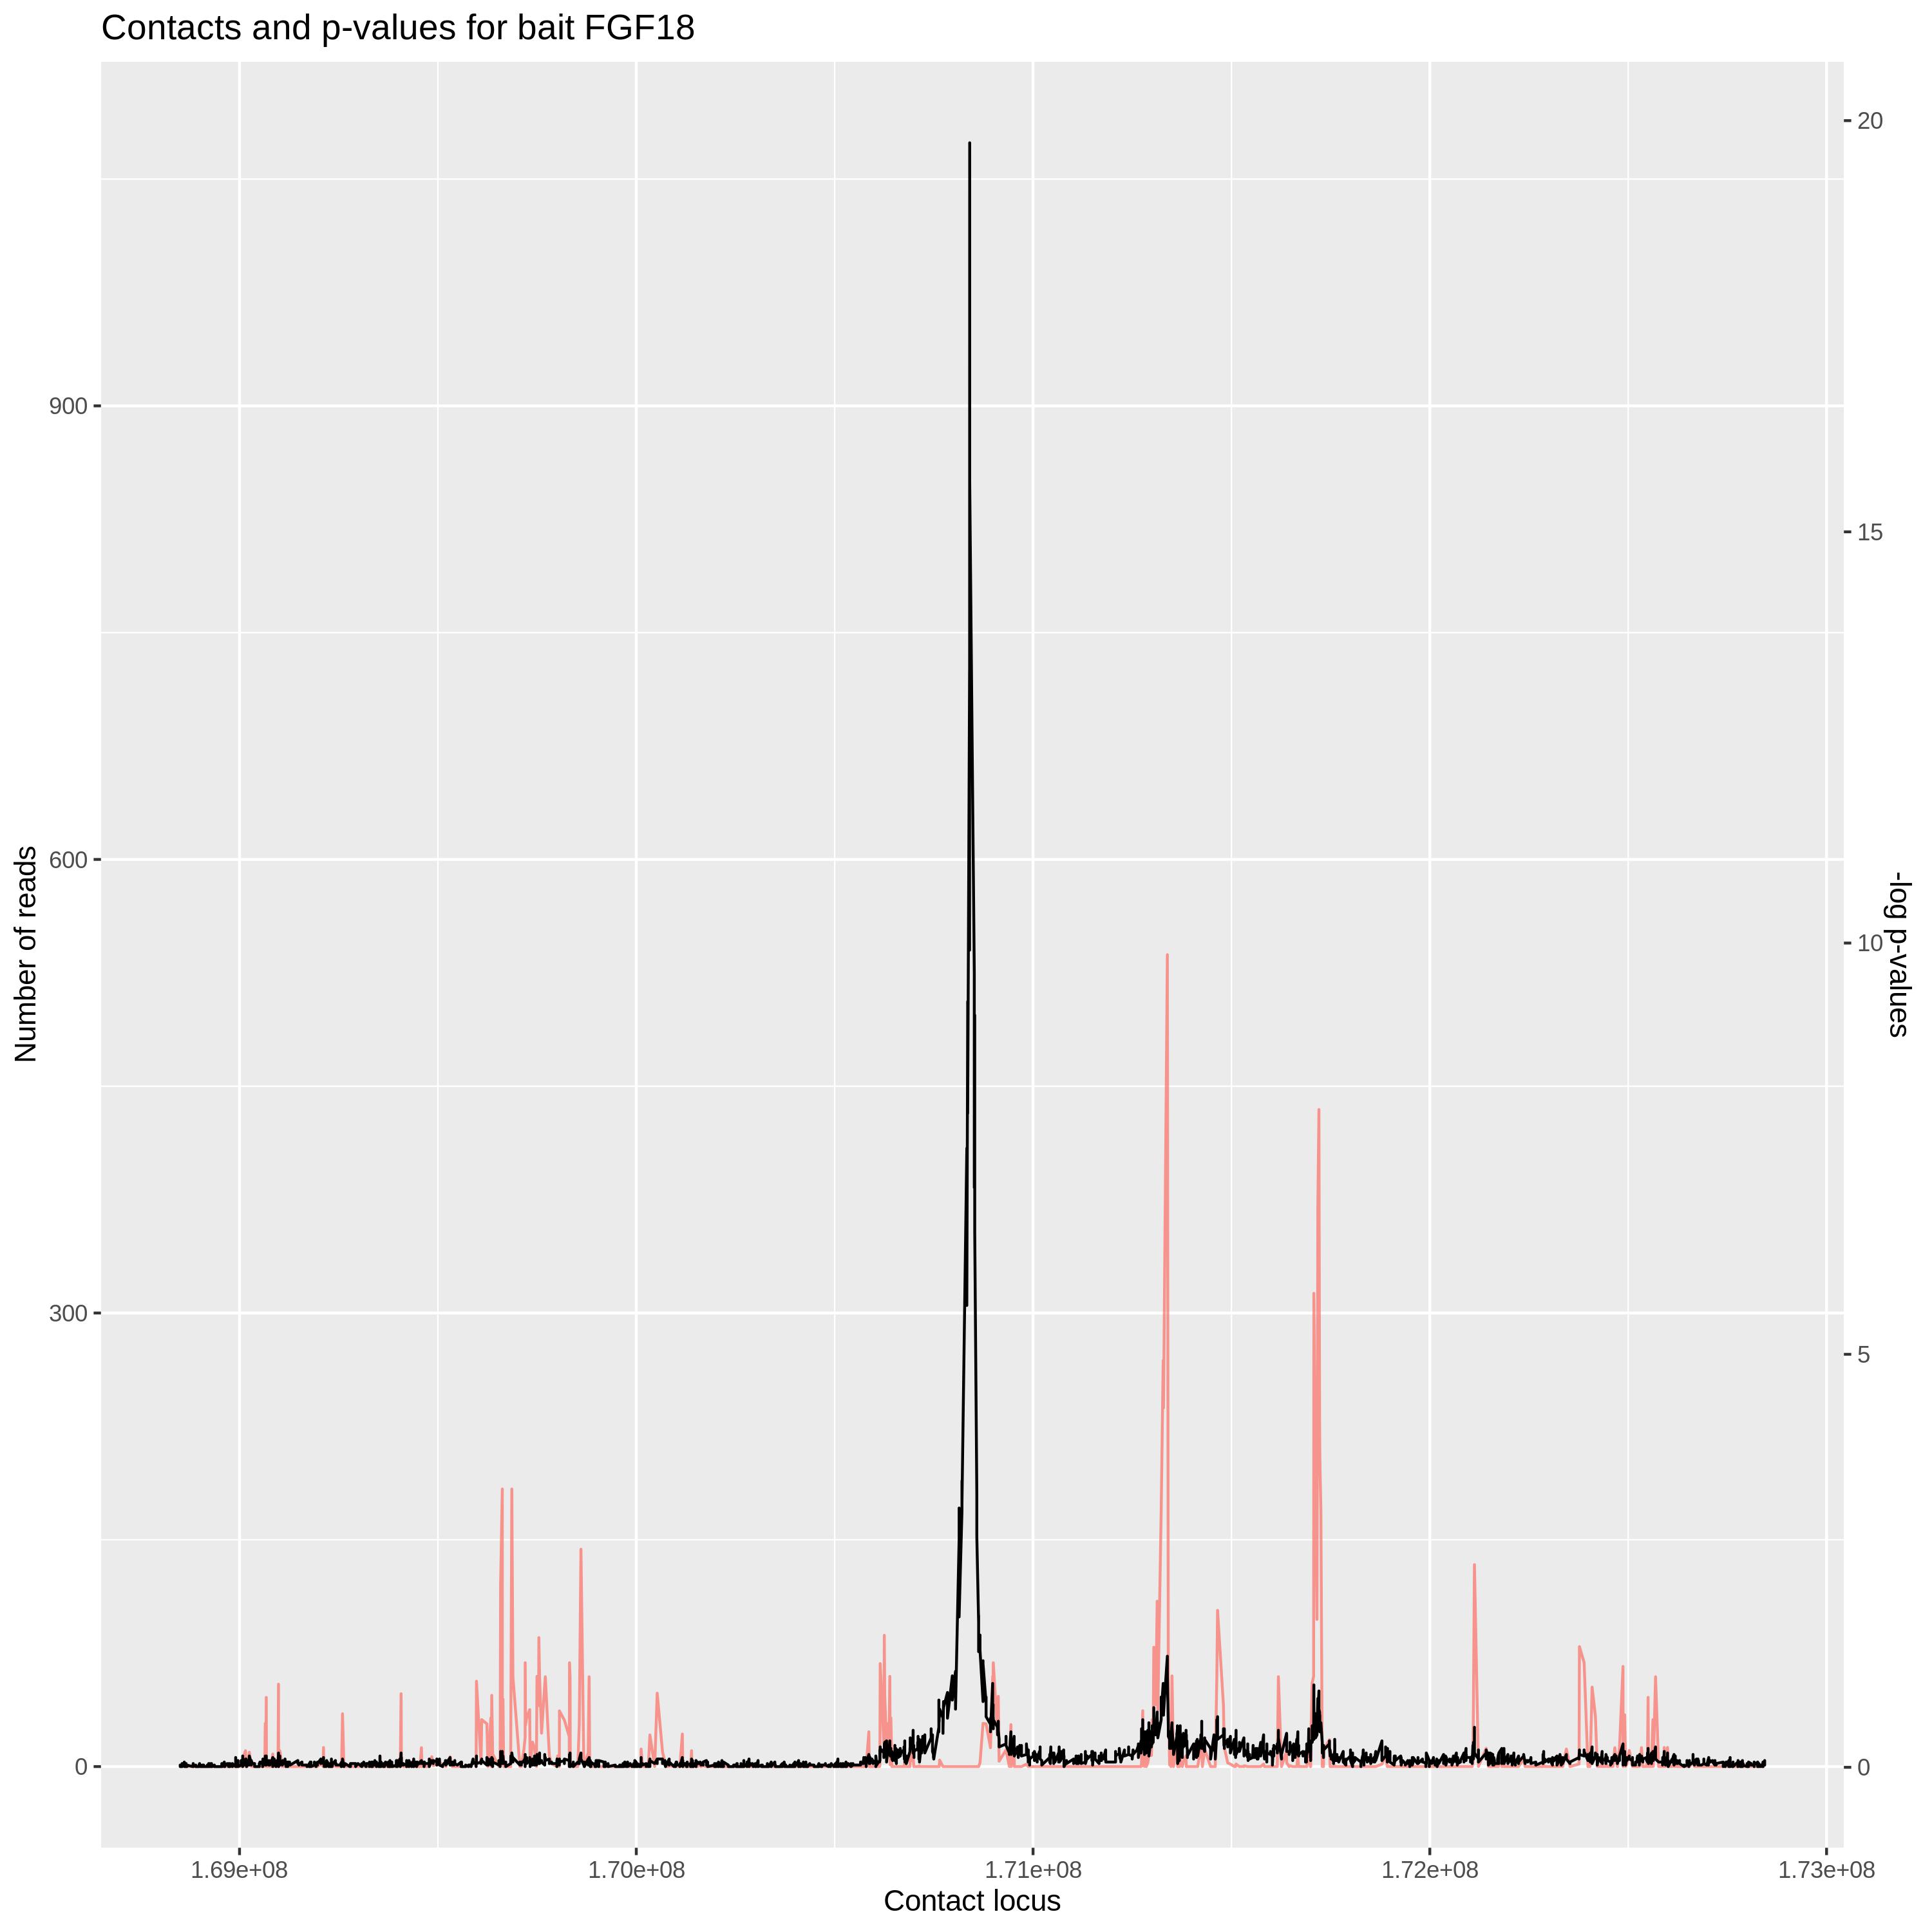 Contacts and p-values for bait FGF18
Number of reads
900
600
300
0
20
15
10
5
0
-log p-values
1.69e+08
1.70e+08
1.71e+08
1.72e+08
1.73e+08
Contact locus